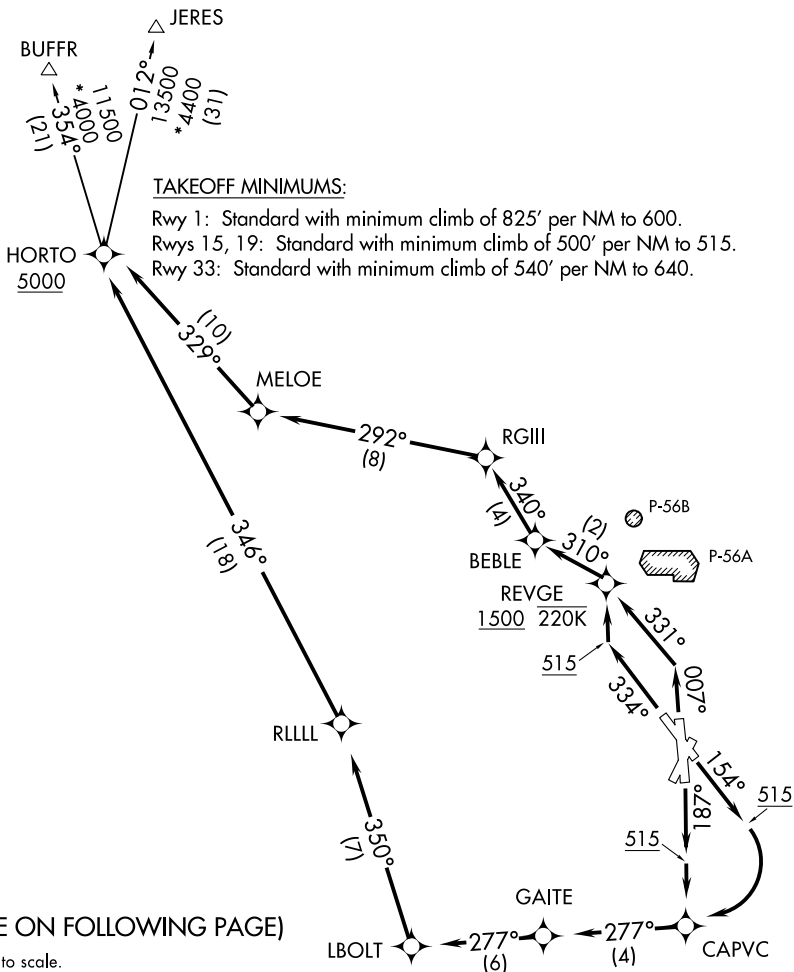 JERES
BUFFR
012°
13500
*4400
(31)
11500
*4000
354°
(21)
TAKEOFF MINIMUMS:
Rwy 1: Standard with minimum climb of 825' per NM to 600.
Rwys 15, 19: Standard with minimum climb of 500' per NM to 515.
Rwy 33: Standard with minimum climb of 540' per NM to 640.
HORTO
5000
(10)
329°
MELOE
292°
(8)
RGIII
340°
(4)
P-56B
(2)
310°
P-56A
BEBLE
REVGE
1500 220K
346°
(18)
331°
515
334°
007°
RLLLL
154°
515
187°
515
350°
(7)
GAITE
E ON FOLLOWING PAGE)
LBOLT
277°
(6)
277°
(4)
CAPVC
to scale.